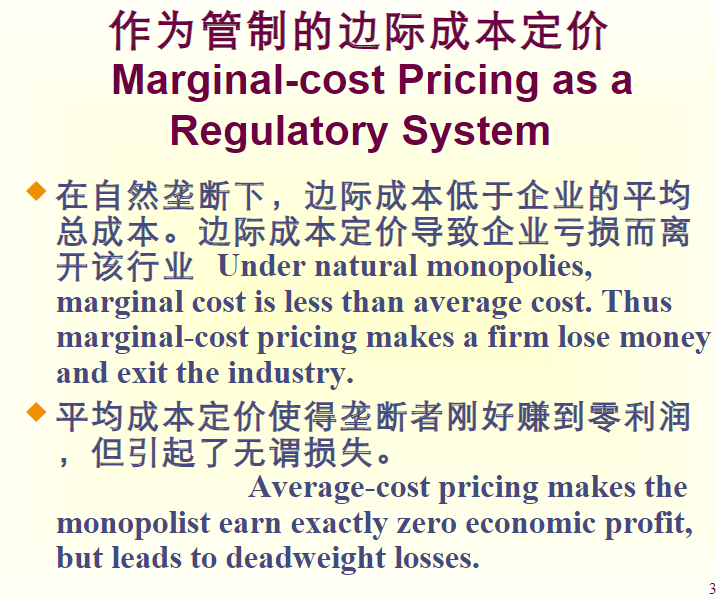 作为管制的边际成本定价
Marginal-cost Pricing as a
Regulatory System
在自然垄断下，边际成本低于企业的平均
总成本。边际成本定价导致企业亏损而离
开该行业 Under natural monopolies,
marginal cost is less than average cost. Thus
marginal-cost pricing makes a firm lose money
and exit the industry.
平均成本定价使得垄断者刚好赚到零利润
，但引起了无谓损失。
Average-cost pricing makes the
monopolist earn exactly zero economic profit,
but leads to deadweight losses.
3